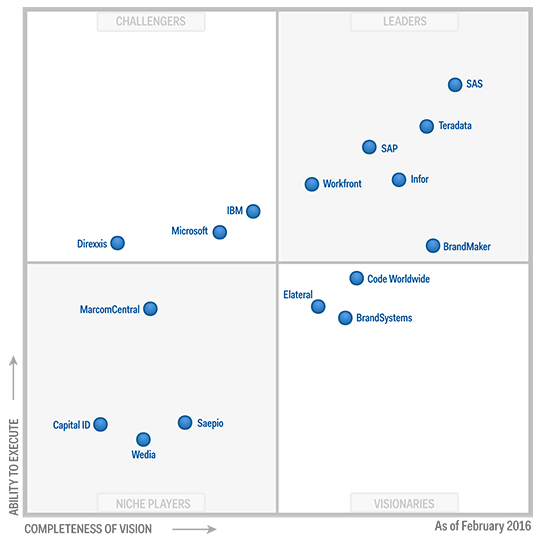 CHALLENGERS
LEADERS
SAS
Teradata
SAP
Infor
Workfront
IBM
Microsoft
Direxxis
BrandMaker
Code Worldwide
Elateral
BrandSystems
MarcomCentral
Capital ID
Saepio
Wedia
ABILITY TO EXECUTE
NICHE PLAYERS
VISIONARIES
COMPLETENESS OF VISION
As of February 2016